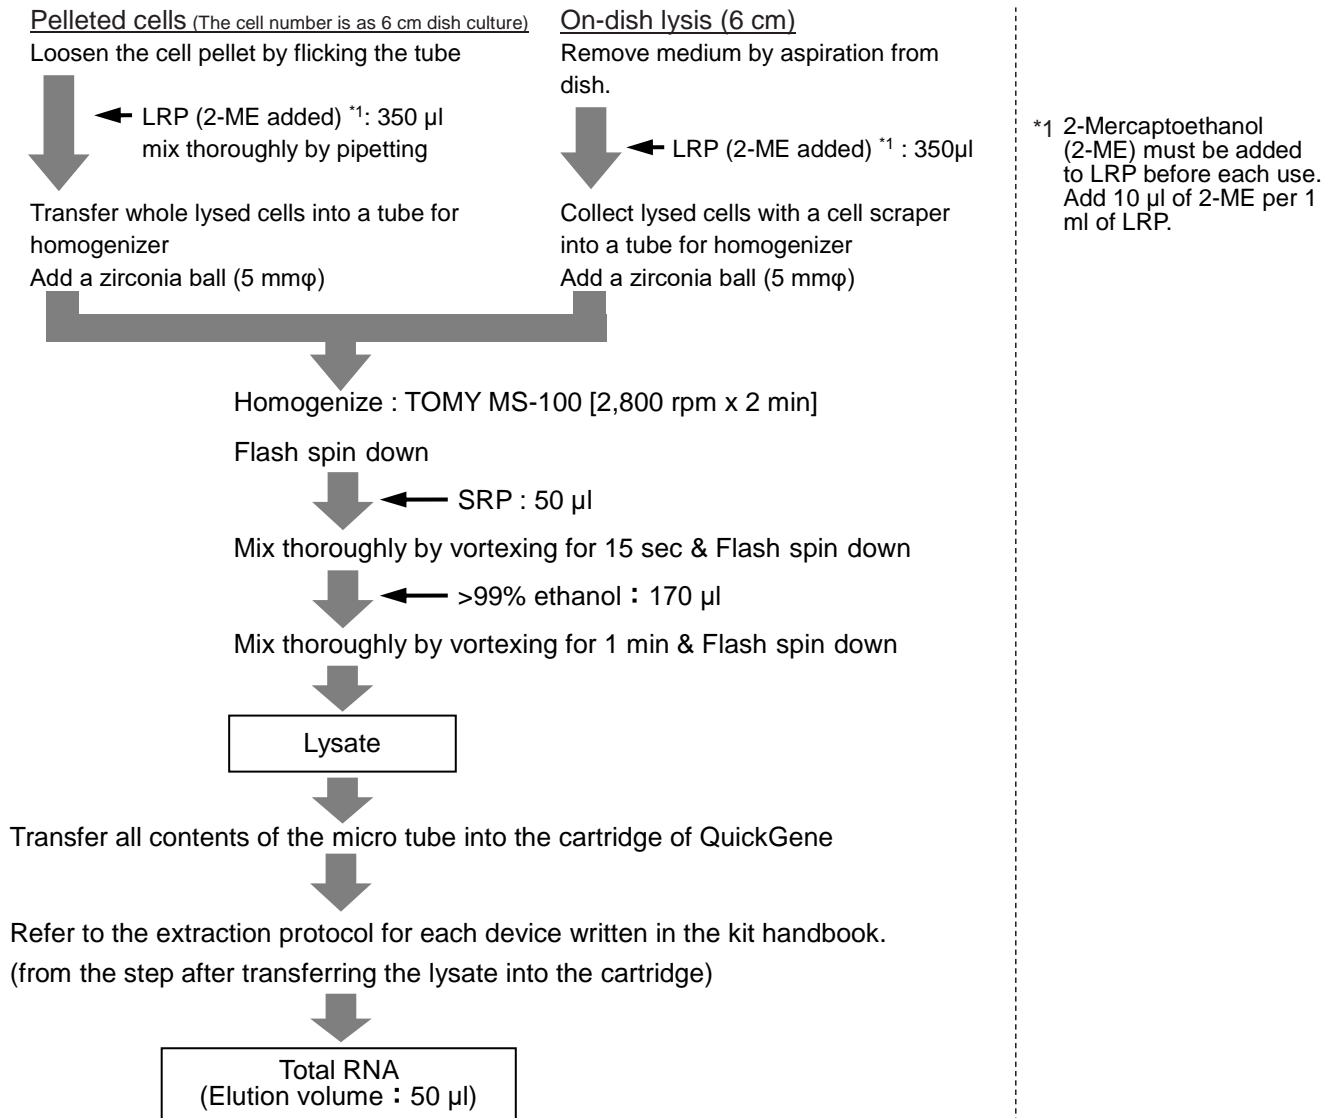 Pelleted cells (The cell number is as 6 cm dish culture)
Loosen the cell pellet by flicking the tube
LRP (2-ME added) *1: 350 µl
mix thoroughly by pipetting
Transfer whole lysed cells into a tube for
homogenizer
Add a zirconia ball (5 mmφ)
On-dish lysis (6 cm)
Remove medium by aspiration from
dish.
LRP (2-ME added) *1 : 350µl
Collect lysed cells with a cell scraper
into a tube for homogenizer
Add a zirconia ball (5 mmφ)
Homogenize : TOMY MS-100 [2,800 rpm x 2 min]
Flash spin down
SRP : 50 µl
Mix thoroughly by vortexing for 15 sec & Flash spin down
>99% ethanol：170 µl
Mix thoroughly by vortexing for 1 min & Flash spin down
Lysate
Transfer all contents of the micro tube into the cartridge of QuickGene
Refer to the extraction protocol for each device written in the kit handbook.
(from the step after transferring the lysate into the cartridge)
Total RNA
(Elution volume：50 µl)
*1 2-Mercaptoethanol
(2-ME) must be added
to LRP before each use.
Add 10 µl of 2-ME per 1
ml of LRP.